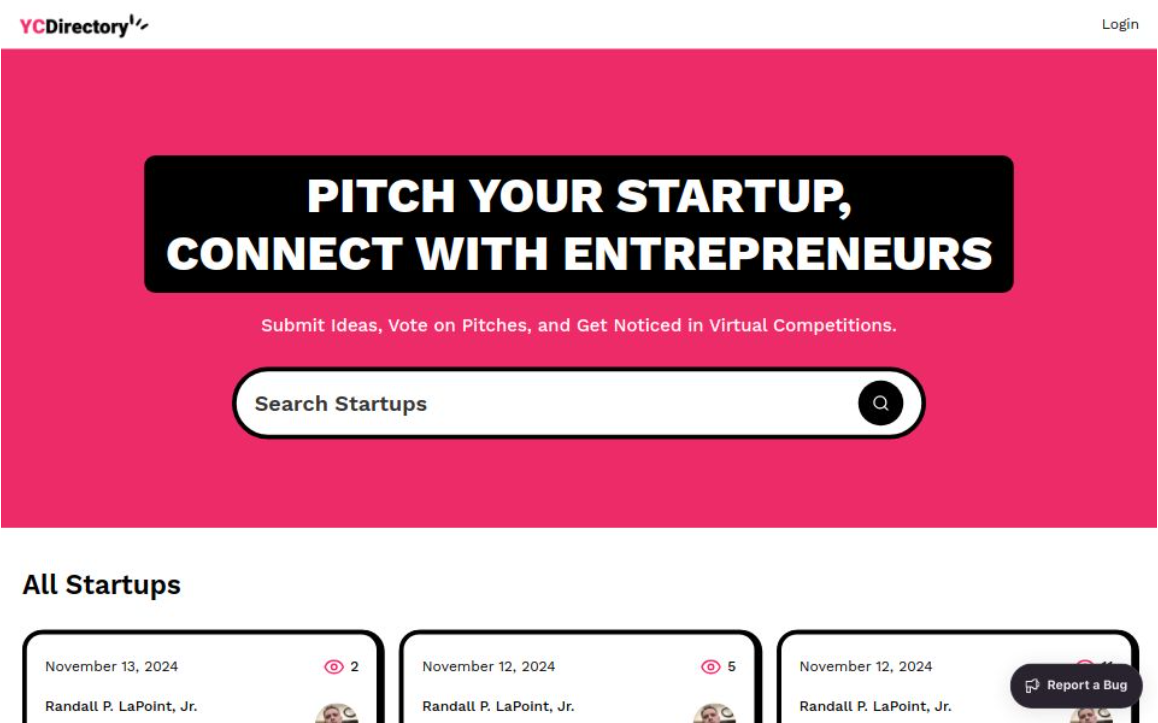 YCDirectory
Login
PITCH YOUR STARTUP,
CONNECT WITH ENTREPRENEURS
Submit Ideas, Vote on Pitches, and Get Noticed in Virtual Competitions.
Search Startups
All Startups
November 13, 2024 2
Randall P. LaPoint, Jr.
November 12, 2024 5
Randall P. LaPoint, Jr.
November 12, 2024
Randall P. LaPoint, Jr.
Report a Bug